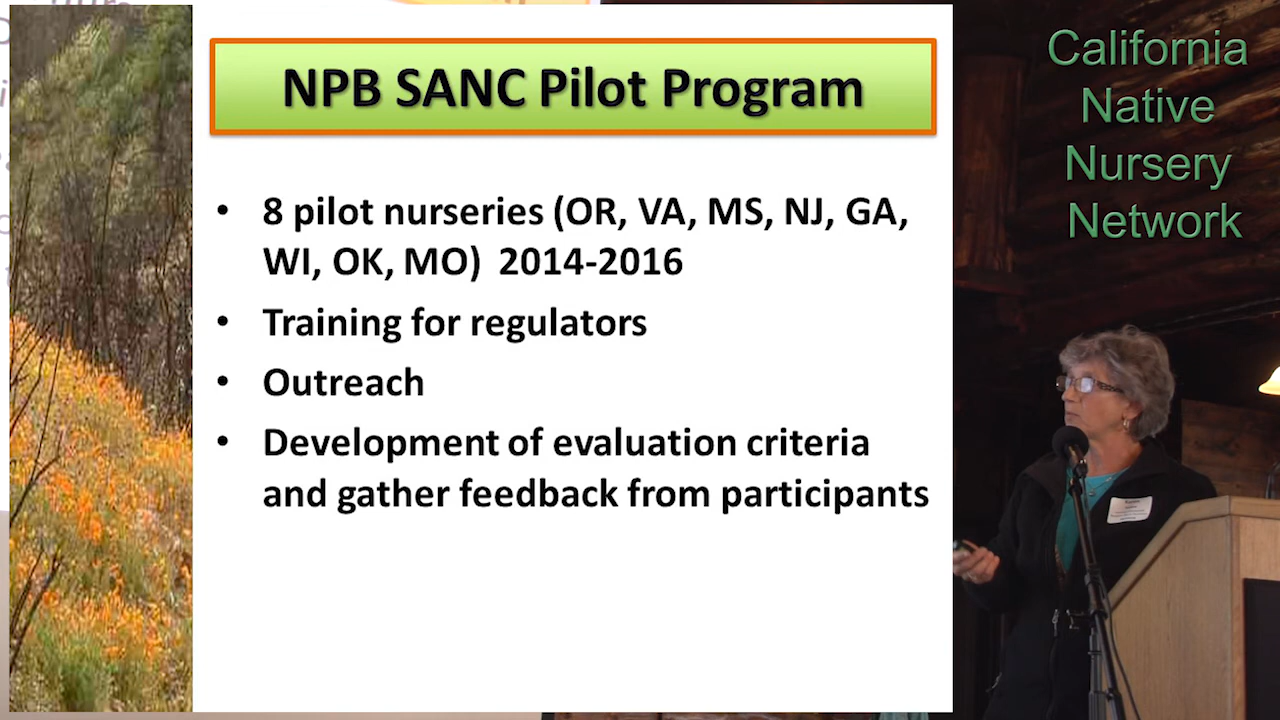 NPB SANC Pilot Program
• 8 pilot nurseries (OR, VA, MS, NJ, GA,
WI, OK, MO) 2014-2016
• Training for regulators
• Outreach
• Development of evaluation criteria
and gather feedback from participants
California
Native
Nursery
Network